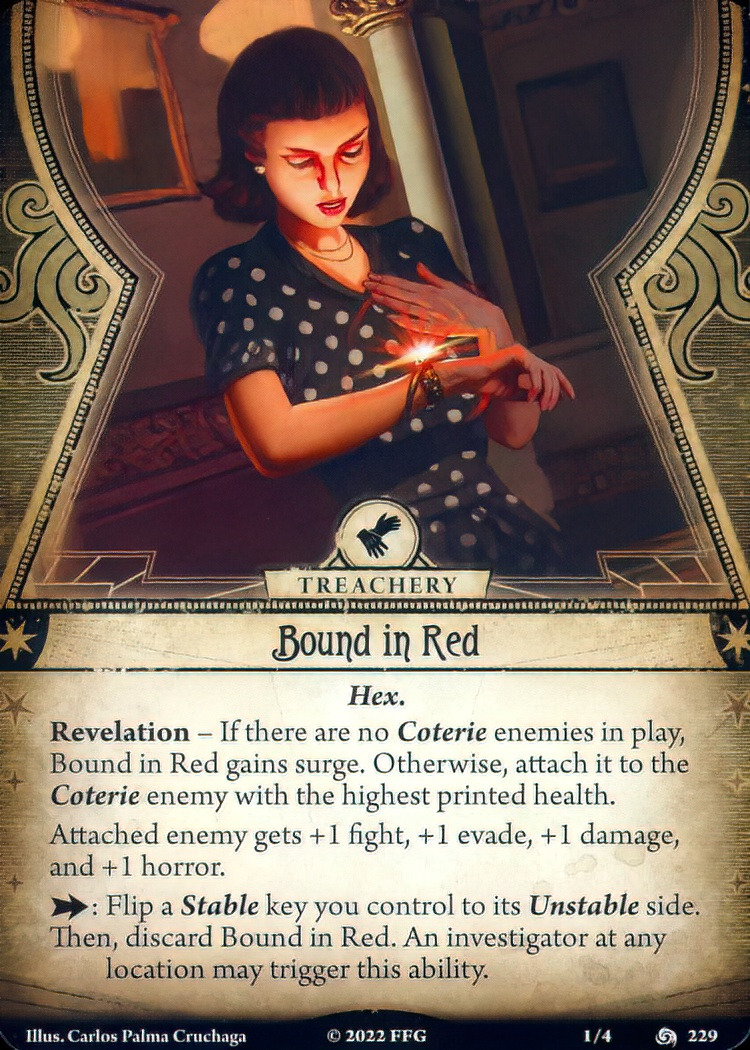 TREACHERY
Bound in Red
Hex.
Revelation – If there are no Coterie enemies in play,
Bound in Red gains surge. Otherwise, attach it to the
Coterie enemy with the highest printed health.
Attached enemy gets +1 fight, +1 evade, +1 damage,
and +1 horror.
: Flip a Stable key you control to its Unstable side.
Then, discard Bound in Red. An investigator at any
location may trigger this ability.
Illus. Carlos Palma Cruchaga © 2022 FFG 1/4 229